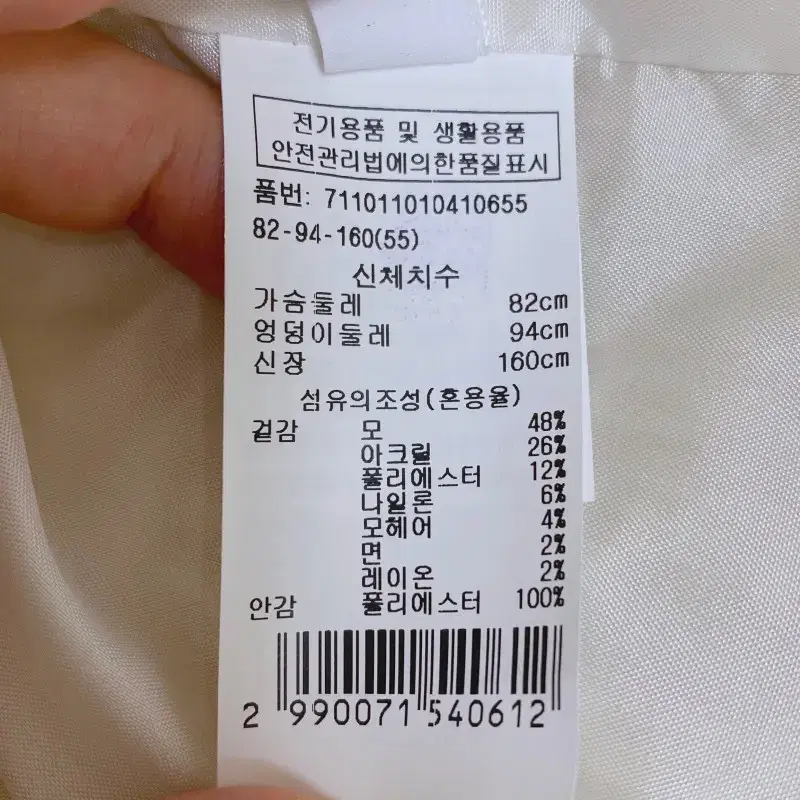 전기용품 및 생활용품
안전관리법에의한품질표시
품번: 711011010410655
82-94-160(55)
신체치수
가슴둘레 82cm
엉덩이둘레 94cm
신장 160cm
섬유의조성(혼용율)
겉감 모 48%
아크릴 26%
폴리에스터 12%
나일론 6%
모헤어 4%
면 2%
레이온 2%
안감 폴리에스터 100%
2 990071 540612